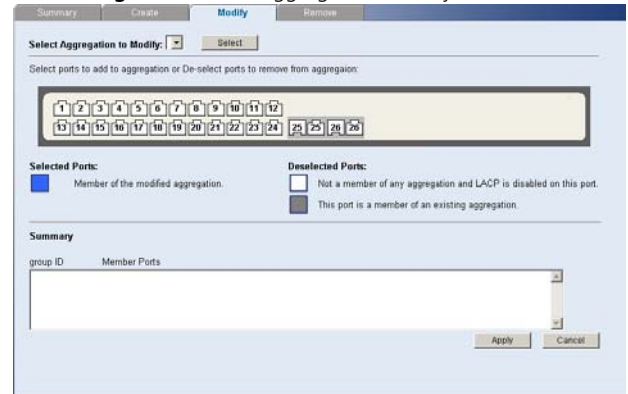 Summary Create Modify Remove
Select Aggregation to Modify: Select
Select ports to add to aggregation or De-select ports to remove from aggregaion:
1 2 3 4 5 6 7 8 9 10 11 12
13 14 15 16 17 18 19 20 21 22 23 24 25 25 26 26
Selected Ports: Deselected Ports:
Member of the modified aggregation. Not a member of any aggregation and LACP is disabled on this port.
This port is a member of an existing aggregation.
Summary
group ID Member Ports
Apply Cancel